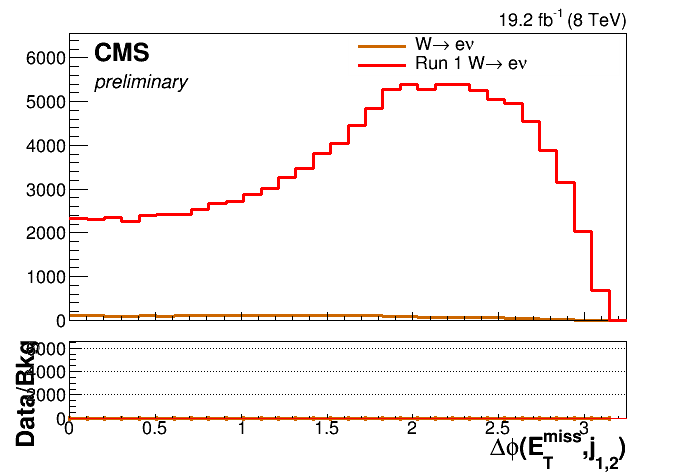 19.2 fb-1 (8 TeV)
CMS
preliminary
W→ eν
Run 1 W→ eν
6000
5000
4000
3000
2000
1000
0
Data/Bkg
6000
4000
2000
0
0 0.5 1 1.5 2 2.5 3
Δϕ(E_T^miss,j_1,2)